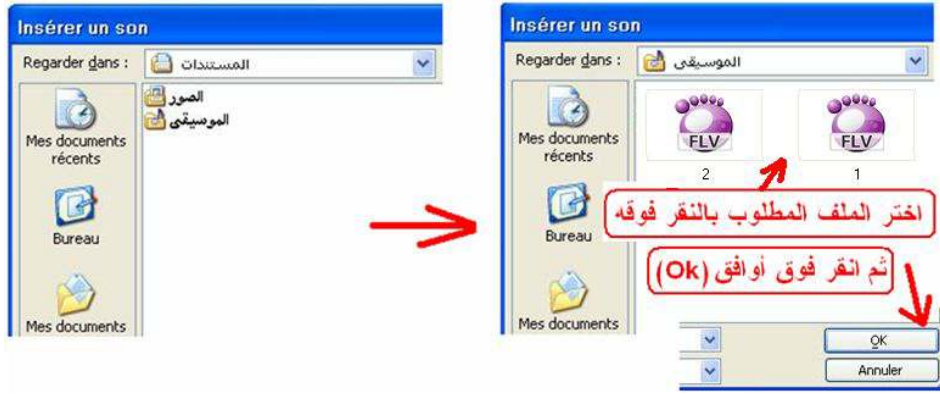 Insérer un son
Regarder dans :
المستندات
الصور
الموسيقى
Mes documents
récents
Bureau
Mes documents
Insérer un son
Regarder dans :
الموسيقى
Mes documents
récents
FLV
FLV
2
1
اختر الملف المطلوب بالنقر فوقه
Bureau
ثم انقر فوق أوافق (Ok)
Mes documents
OK
Annuler